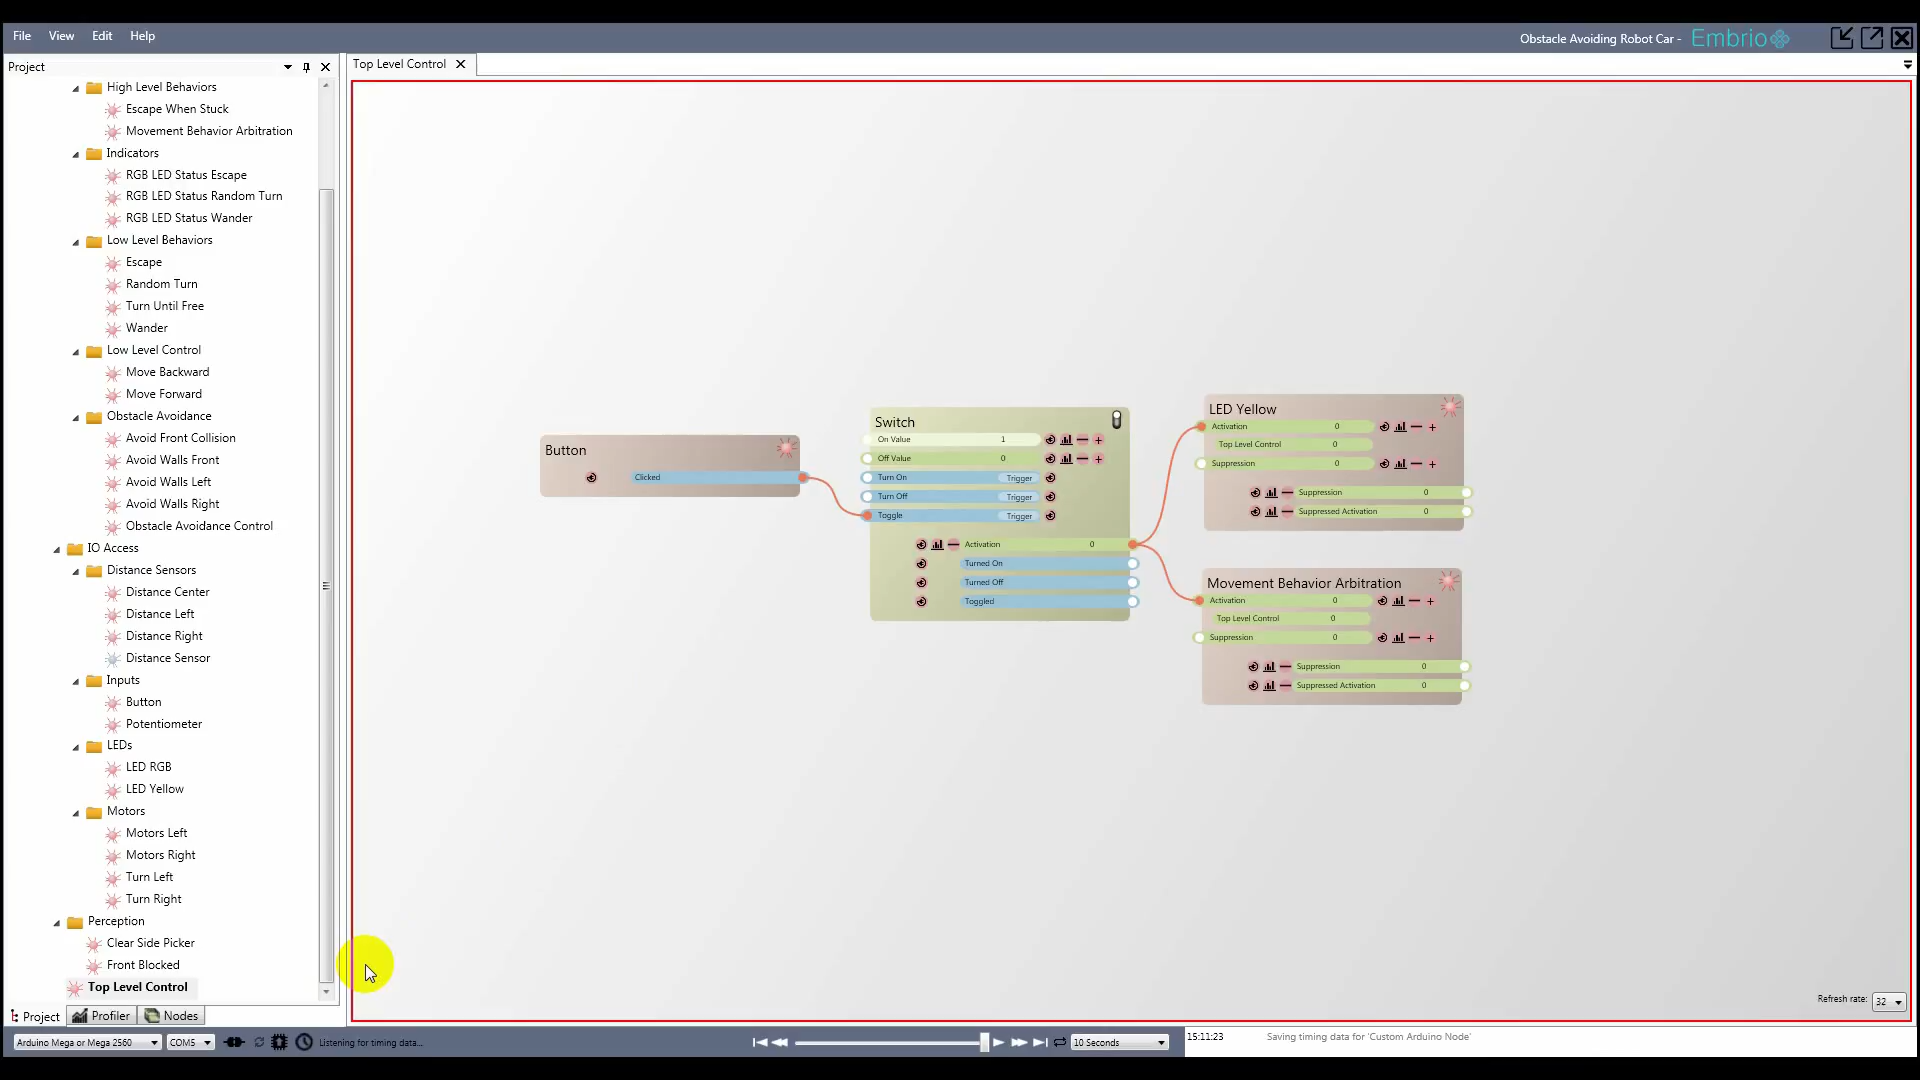 File View Edit Help
Obstacle Avoiding Robot Car - Embrio
Project
Top Level Control
High Level Behaviors
Escape When Stuck
Movement Behavior Arbitration
Indicators
RGB LED Status Escape
RGB LED Status Random Turn
RGB LED Status Wander
Low Level Behaviors
Escape
Random Turn
Turn Until Free
Wander
Low Level Control
Move Backward
Move Forward
Obstacle Avoidance
Avoid Front Collision
Avoid Walls Front
Avoid Walls Left
Avoid Walls Right
Obstacle Avoidance Control
IO Access
Distance Sensors
Distance Center
Distance Left
Distance Right
Distance Sensor
Inputs
Button
Potentiometer
LEDs
LED RGB
LED Yellow
Motors
Motors Left
Motors Right
Turn Left
Turn Right
Perception
Clear Side Picker
Front Blocked
Top Level Control
Project Profiler Nodes
Button
Clicked
Switch
On Value 1
Off Value 0
Turn On Trigger
Turn Off Trigger
Toggle Trigger
Activation 0
Turned On
Turned Off
Toggled
LED Yellow
Activation 0
Top Level Control 0
Suppression 0
Suppression 0
Suppressed Activation 0
Movement Behavior Arbitration
Activation 0
Top Level Control 0
Suppression 0
Suppression 0
Suppressed Activation 0
Refresh rate: 32
Arduino Mega or Mega 2560 COM5 Listening for timing data...
10 Seconds
15:11:23 Saving timing data for 'Custom Arduino Node'